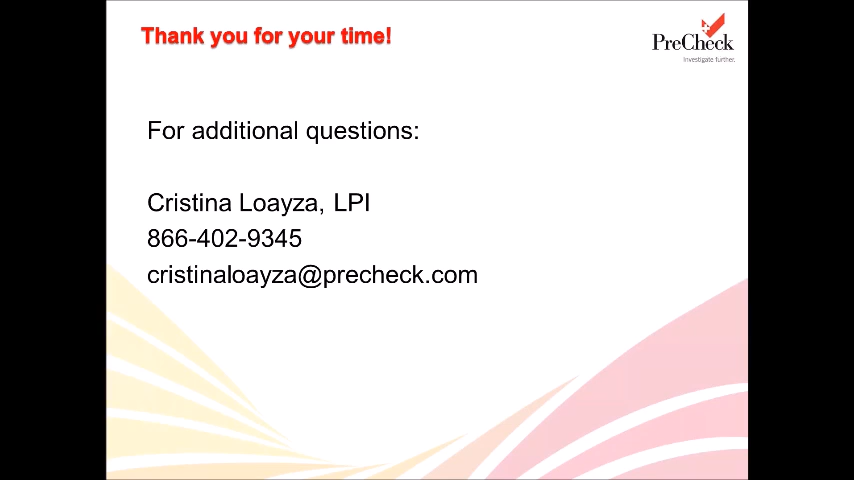 Thank you for your time!
PreCheck
Investigate further.
For additional questions:
Cristina Loayza, LPI
866-402-9345
cristinaloayza@precheck.com